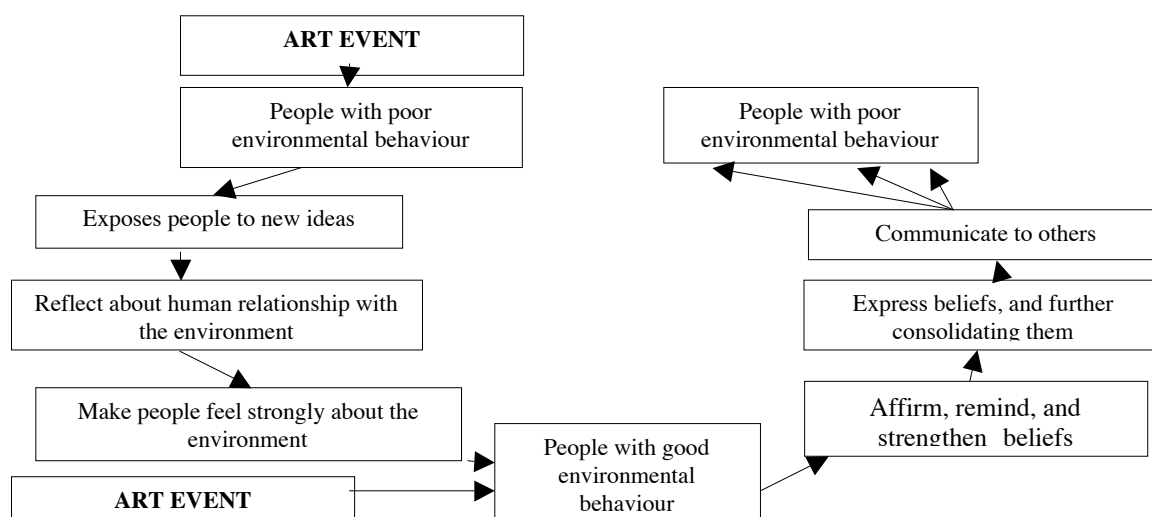 ART EVENT
People with poor
environmental behaviour
Exposes people to new ideas
Reflect about human relationship with
the environment
Make people feel strongly about the
environment
ART EVENT
People with good
environmental
behaviour
Affirm, remind, and
strengthen beliefs
Express beliefs, and further
consolidating them
Communicate to others
People with poor
environmental behaviour